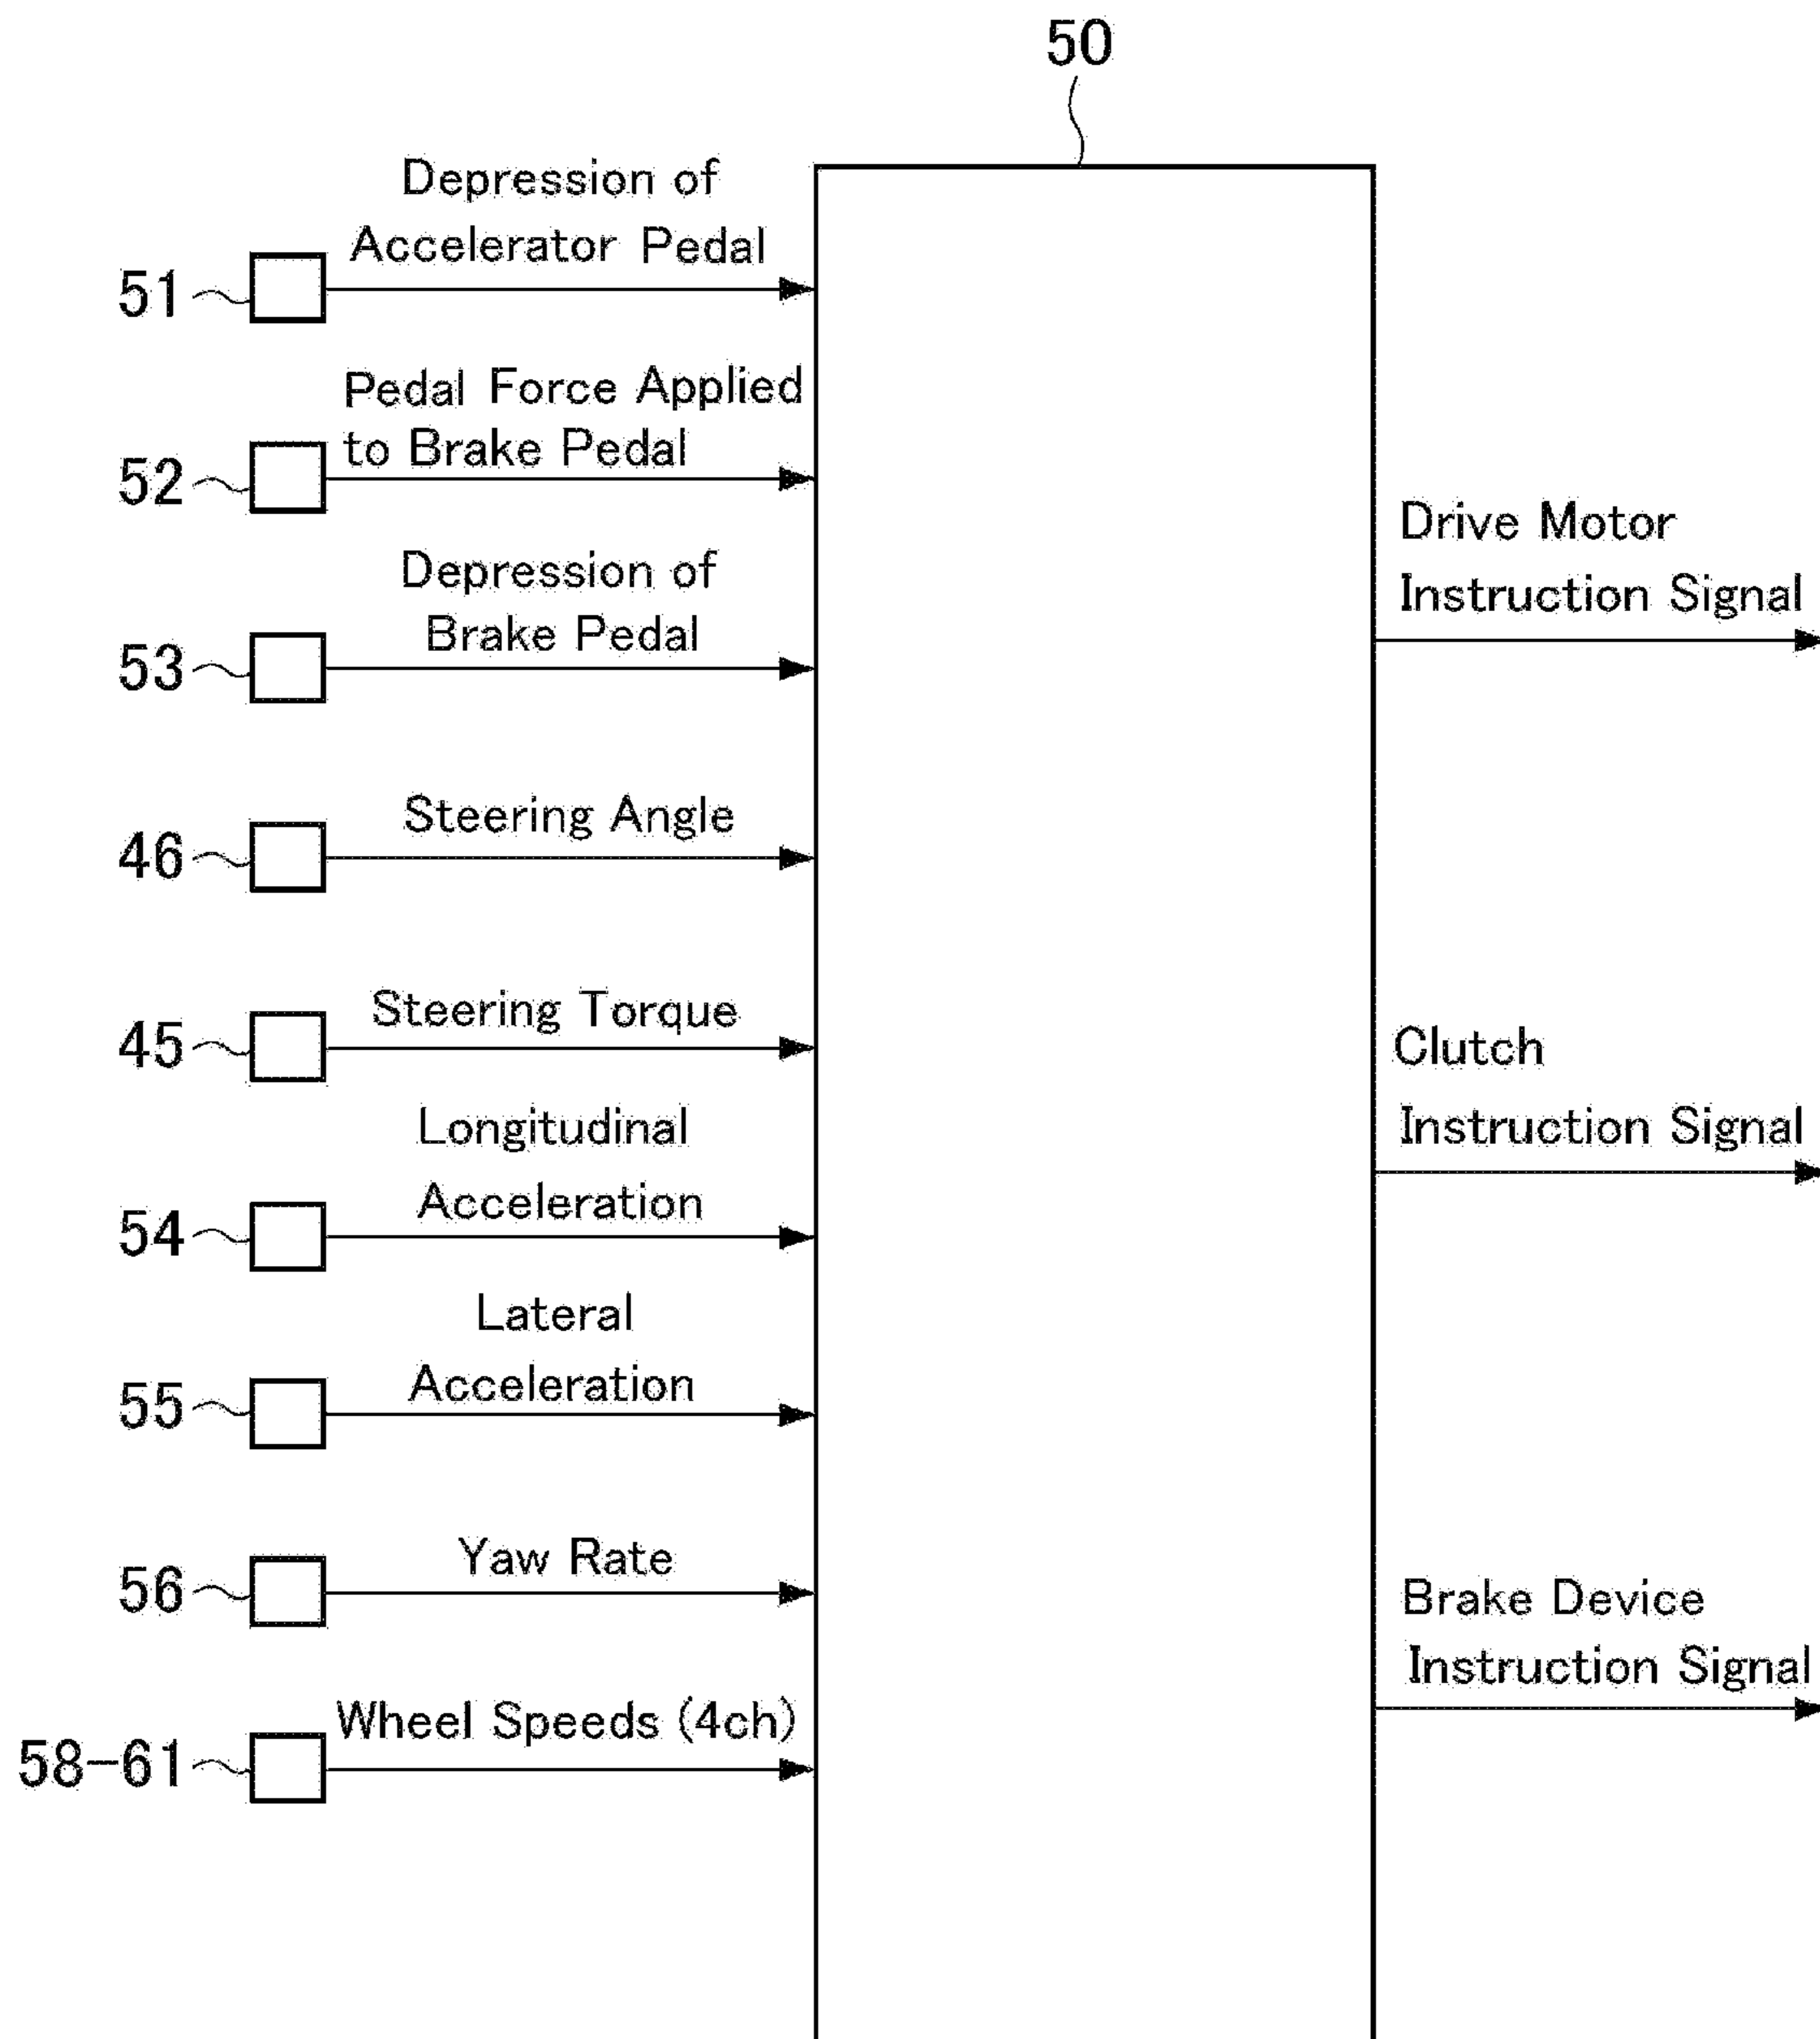 50
Depression of
Accelerator Pedal
51
Pedal Force Applied
to Brake Pedal
52
Depression of
Brake Pedal
53
Steering Angle
46
Steering Torque
45
Longitudinal
Acceleration
54
Lateral
Acceleration
55
Yaw Rate
56
Wheel Speeds (4ch)
58-61
Drive Motor
Instruction Signal
Clutch
Instruction Signal
Brake Device
Instruction Signal